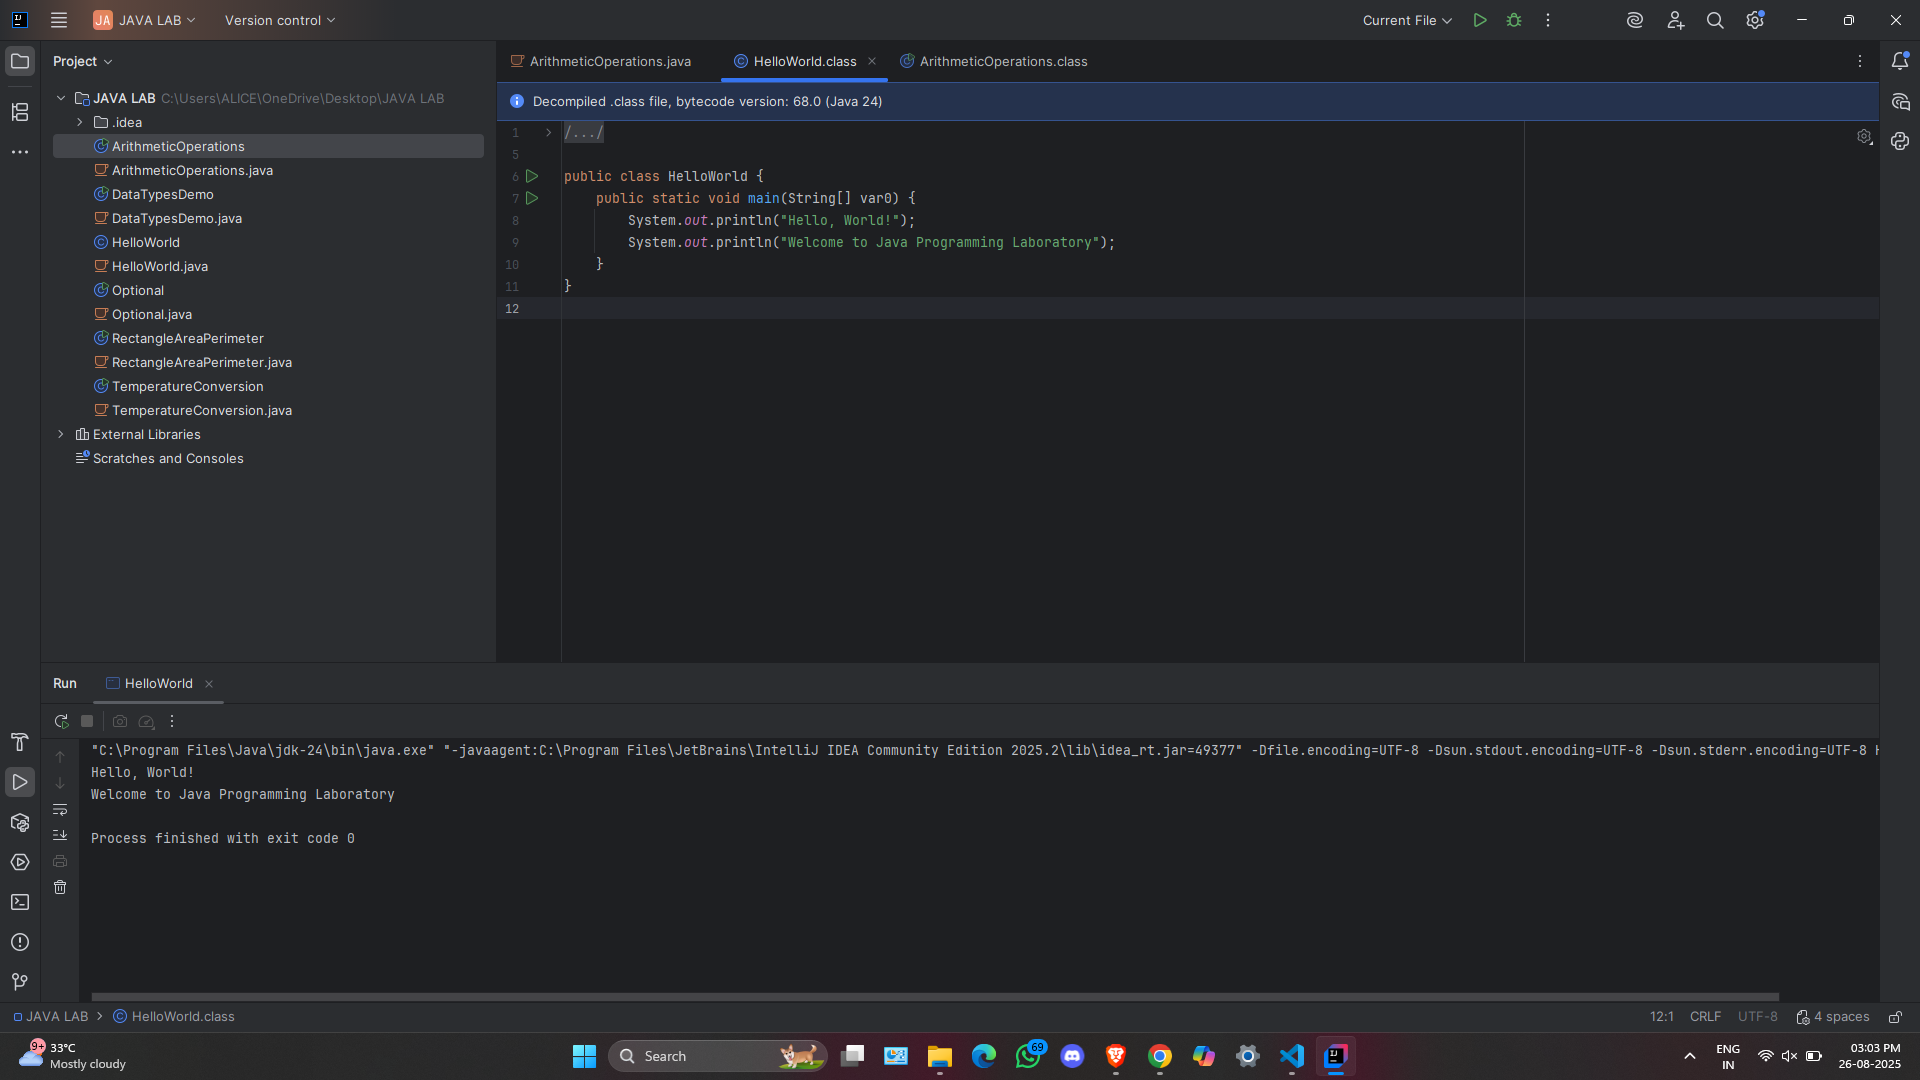 JA JAVA LAB Version control Current File
Project
ArithmeticOperations.java HelloWorld.class ArithmeticOperations.class
JAVA LAB C:\Users\ALICE\OneDrive\Desktop\JAVA LAB
.idea
ArithmeticOperations
ArithmeticOperations.java
DataTypesDemo
DataTypesDemo.java
HelloWorld
HelloWorld.java
Optional
Optional.java
RectangleAreaPerimeter
RectangleAreaPerimeter.java
TemperatureConversion
TemperatureConversion.java
External Libraries
Scratches and Consoles
Decompiled .class file, bytecode version: 68.0 (Java 24)
1 /.../
5
6 public class HelloWorld {
7 public static void main(String[] var0) {
8 System.out.println("Hello, World!");
9 System.out.println("Welcome to Java Programming Laboratory");
10 }
11 }
12
Run HelloWorld
"C:\Program Files\Java\jdk-24\bin\java.exe" "-javaagent:C:\Program Files\JetBrains\IntelliJ IDEA Community Edition 2025.2\lib\idea_rt.jar=49377" -Dfile.encoding=UTF-8 -Dsun.stdout.encoding=UTF-8 -Dsun.stderr.encoding=UTF-8
Hello, World!
Welcome to Java Programming Laboratory
Process finished with exit code 0
JAVA LAB HelloWorld.class 12:1 CRLF UTF-8 4 spaces
9+ 33°C
Mostly cloudy
Search
69
ENG
IN
03:03 PM
26-08-2025